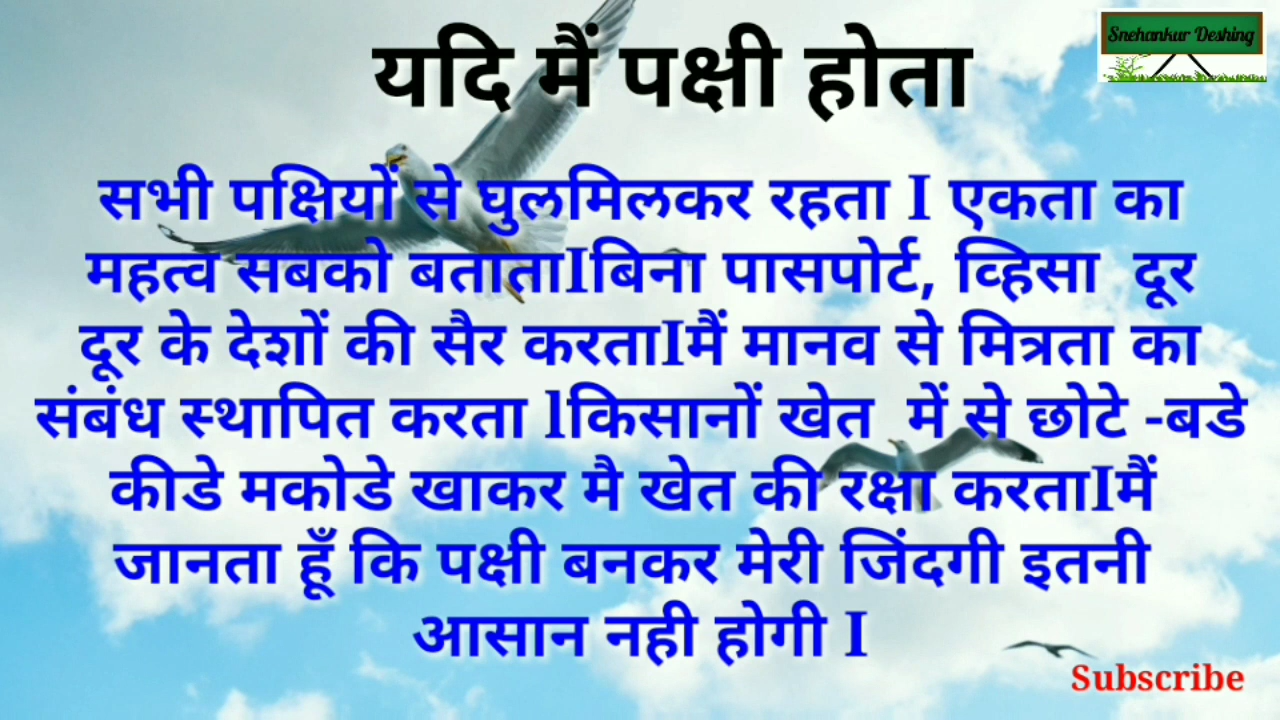 Snehankur Deshing
यदि मैं पक्षी होता
सभी पक्षियों से घुलमिलकर रहता I एकता का
महत्व सबको बताताIबिना पासपोर्ट, व्हिसा दूर
दूर के देशों की सैर करताIमैं मानव से मित्रता का
संबंध स्थापित करता lकिसानों खेत में से छोटे -बडे
कीडे मकोडे खाकर मै खेत की रक्षा करताIमैं
जानता हूँ कि पक्षी बनकर मेरी जिंदगी इतनी
आसान नही होगी I
Subscribe